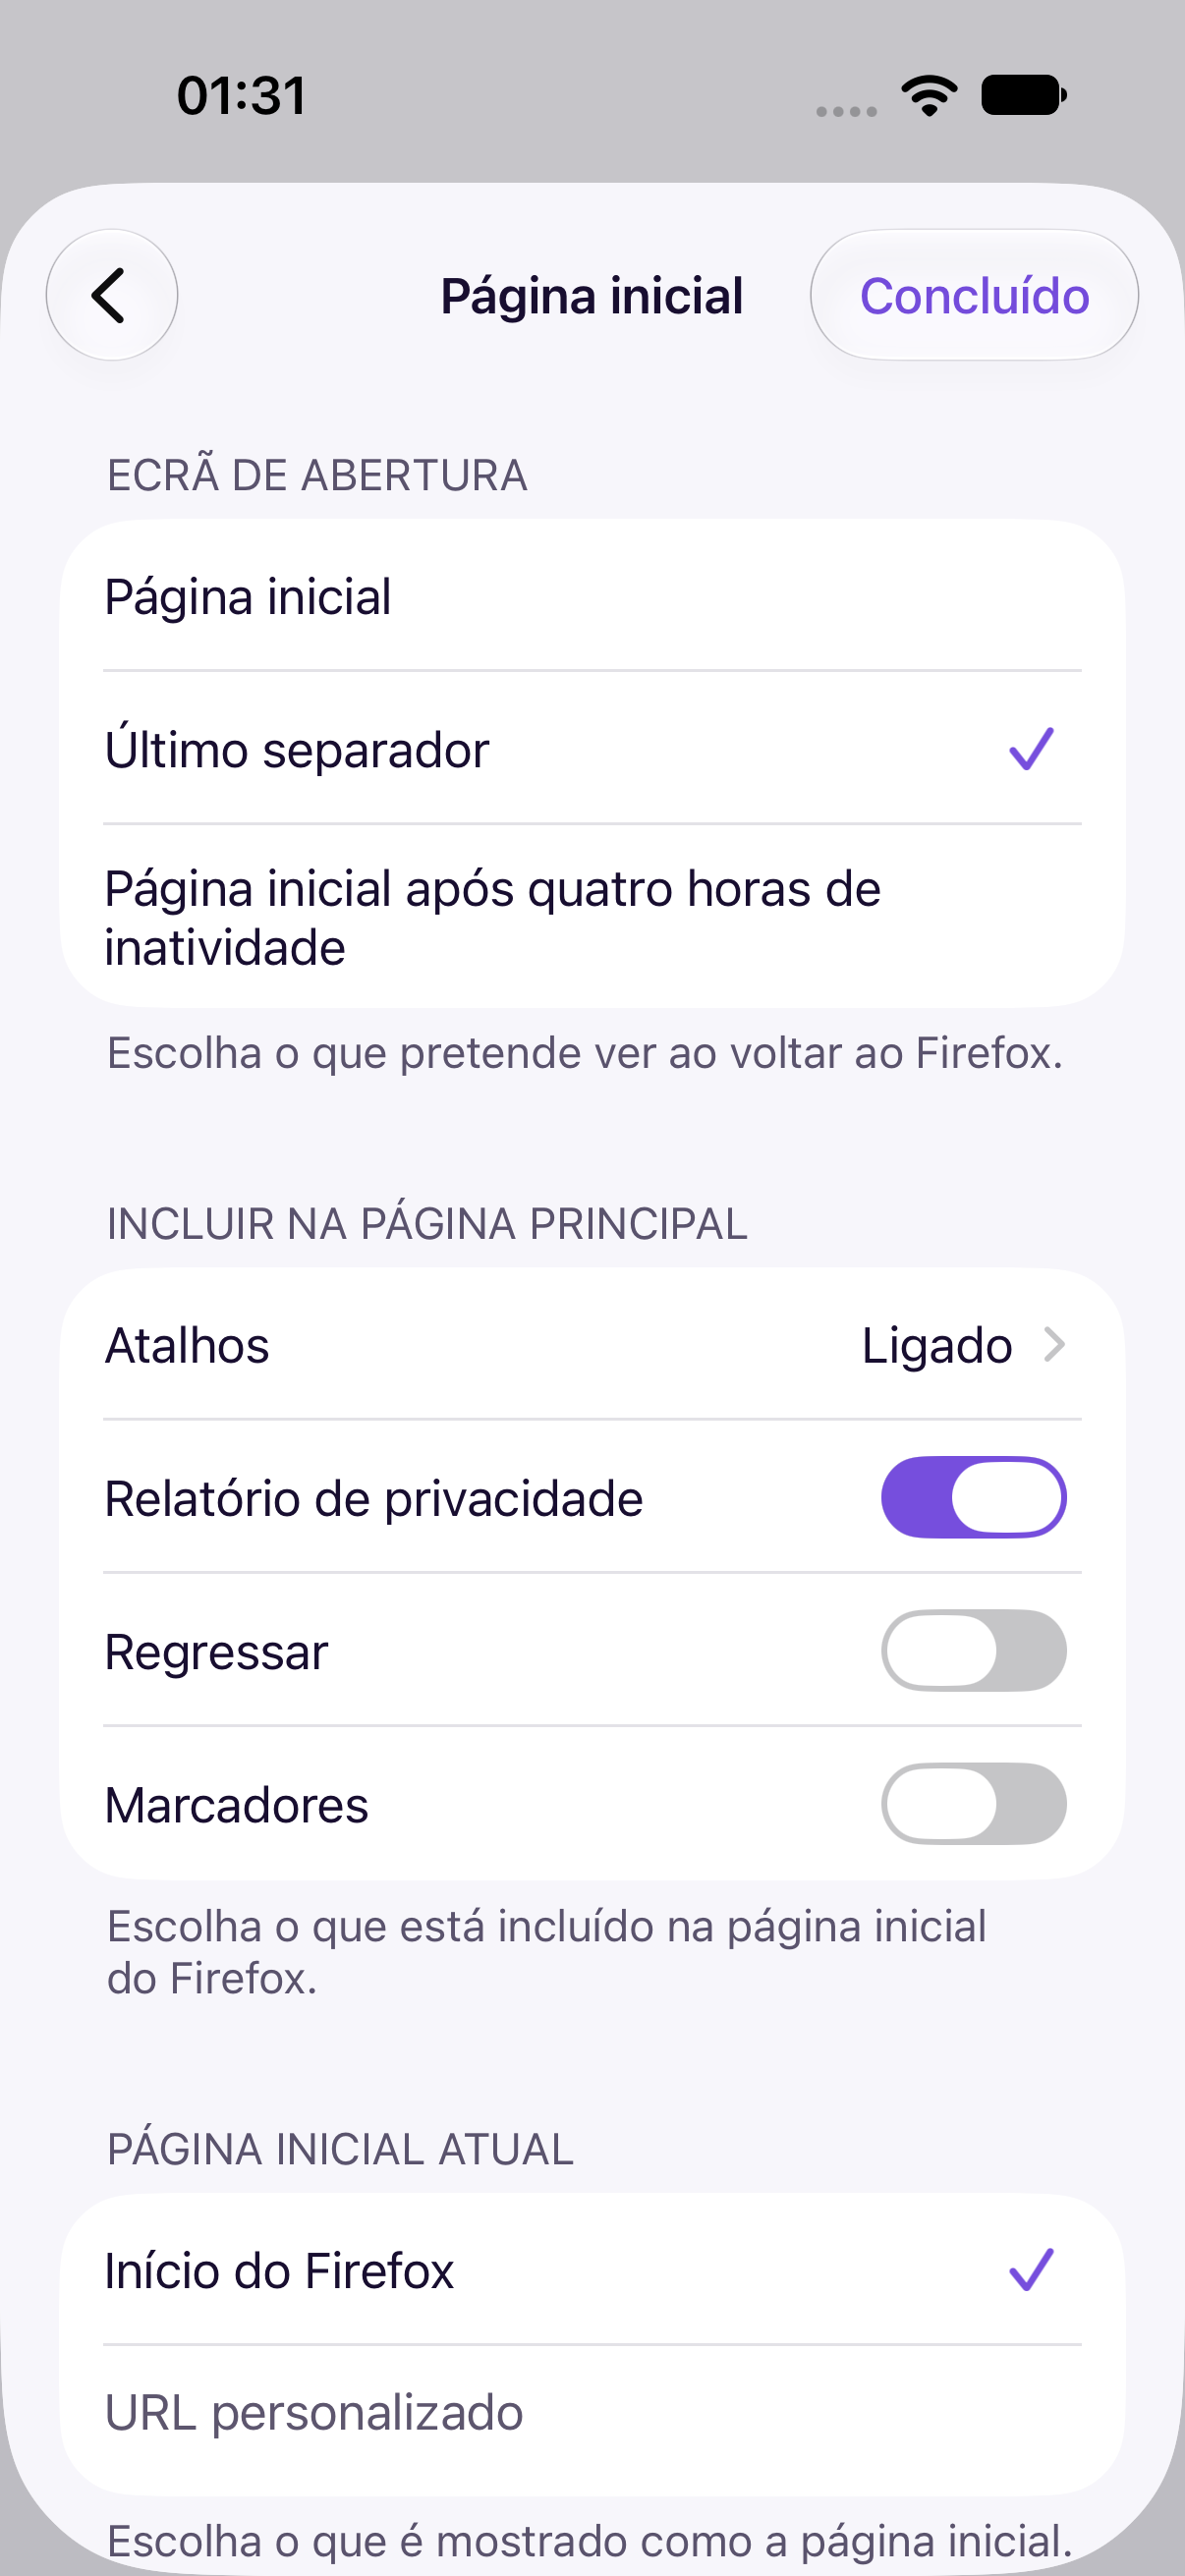 01:31
Página inicial
Concluído
ECRÃ DE ABERTURA
Página inicial
Último separador
Página inicial após quatro horas de
inatividade
Escolha o que pretende ver ao voltar ao Firefox.
INCLUIR NA PÁGINA PRINCIPAL
Atalhos
Ligado
Relatório de privacidade
Regressar
Marcadores
Escolha o que está incluído na página inicial
do Firefox.
PÁGINA INICIAL ATUAL
Início do Firefox
URL personalizado
Escolha o que é mostrado como a página inicial.